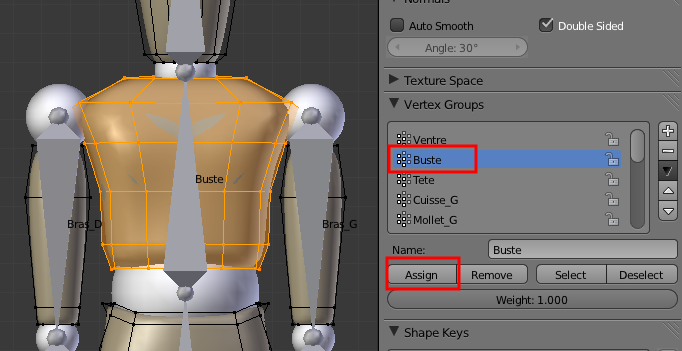 Normals:
Auto Smooth
Double Sided
Angle: 30°
Texture Space
Vertex Groups
Ventre
Buste
Tete
Cuisse_G
Mollet_G
Name:
Buste
Assign
Remove
Select
Deselect
Weight: 1.000
Shape Keys
Buste
Bras_D
Bras_G